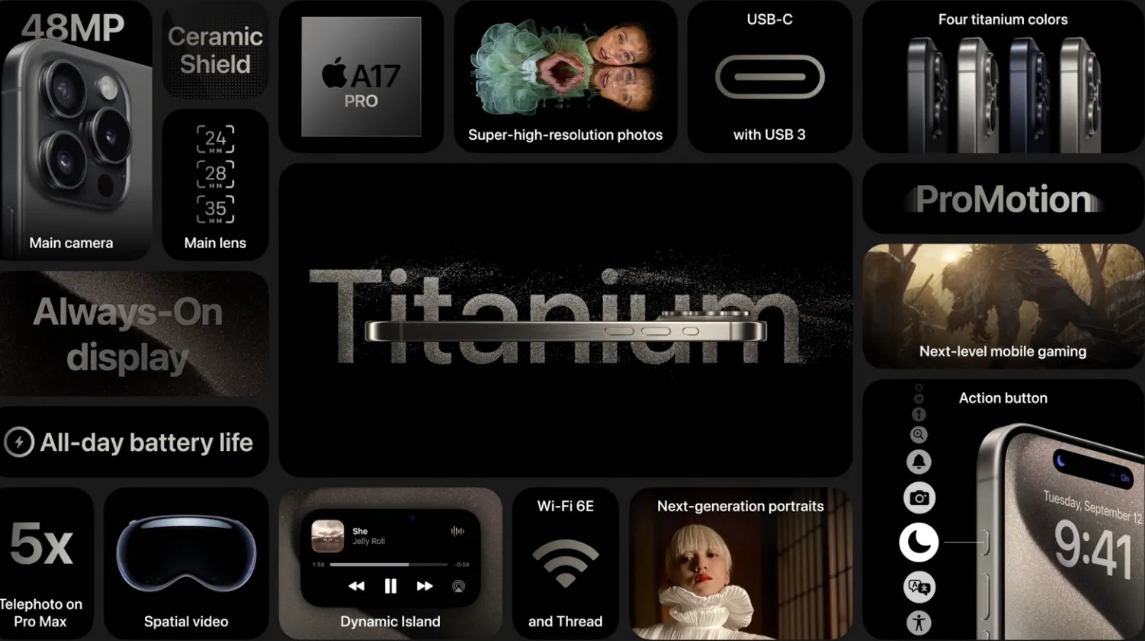 48MP
Main camera
Ceramic
Shield
24
MM
28
MM
35
MM
Main lens
A17
PRO
Super-high-resolution photos
USB-C
with USB 3
Four titanium colors
Always-On
display
Titanium
ProMotion
Next-level mobile gaming
All-day battery life
Action button
On
Tuesday, September 12
9:41
5x
Telephoto on
Pro Max
Spatial video
She
Jelly Roll
1:56
-0:58
Dynamic Island
Wi-Fi 6E
and Thread
Next-generation portraits